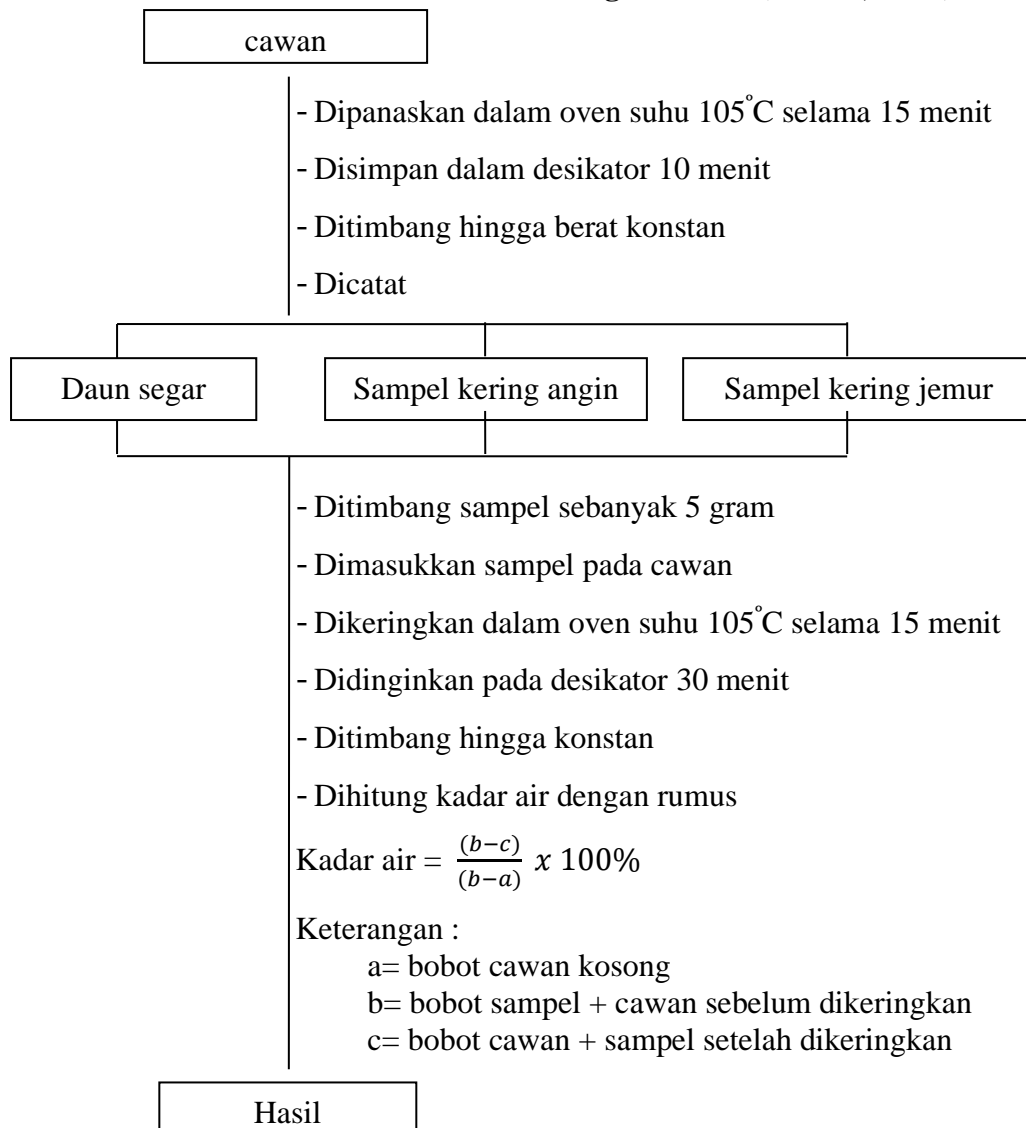 cawan
- Dipanaskan dalam oven suhu 105°C selama 15 menit
- Disimpan dalam desikator 10 menit
- Ditimbang hingga berat konstan
- Dicatat
Daun segar
Sampel kering angin
Sampel kering jemur
- Ditimbang sampel sebanyak 5 gram
- Dimasukkan sampel pada cawan
- Dikeringkan dalam oven suhu 105°C selama 15 menit
- Didinginkan pada desikator 30 menit
- Ditimbang hingga konstan
- Dihitung kadar air dengan rumus
Kadar air = (b−c)/(b−a) x 100%
Keterangan :
a= bobot cawan kosong
b= bobot sampel + cawan sebelum dikeringkan
c= bobot cawan + sampel setelah dikeringkan
Hasil